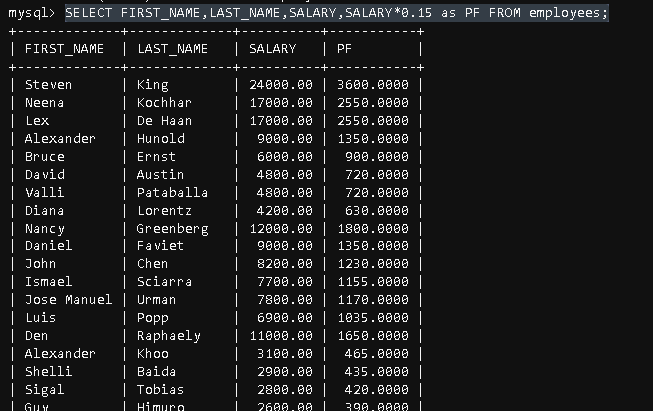 mysql> SELECT FIRST_NAME,LAST_NAME,SALARY,SALARY*0.15 as PF FROM employees;
+-------------+-------------+----------+-----------+
| FIRST_NAME  | LAST_NAME   | SALARY   | PF        |
+-------------+-------------+----------+-----------+
| Steven      | King        | 24000.00 | 3600.0000 |
| Neena       | Kochhar     | 17000.00 | 2550.0000 |
| Lex         | De Haan     | 17000.00 | 2550.0000 |
| Alexander   | Hunold      |  9000.00 | 1350.0000 |
| Bruce       | Ernst       |  6000.00 |  900.0000 |
| David       | Austin      |  4800.00 |  720.0000 |
| Valli       | Pataballa   |  4800.00 |  720.0000 |
| Diana       | Lorentz     |  4200.00 |  630.0000 |
| Nancy       | Greenberg   | 12000.00 | 1800.0000 |
| Daniel      | Faviet      |  9000.00 | 1350.0000 |
| John        | Chen        |  8200.00 | 1230.0000 |
| Ismael      | Sciarra     |  7700.00 | 1155.0000 |
| Jose Manuel | Urman       |  7800.00 | 1170.0000 |
| Luis        | Popp        |  6900.00 | 1035.0000 |
| Den         | Raphaely    | 11000.00 | 1650.0000 |
| Alexander   | Khoo        |  3100.00 |  465.0000 |
| Shelli      | Baida       |  2900.00 |  435.0000 |
| Sigal       | Tobias      |  2800.00 |  420.0000 |
| Guy         | Himuro      |  2600.00 |  390.0000 |